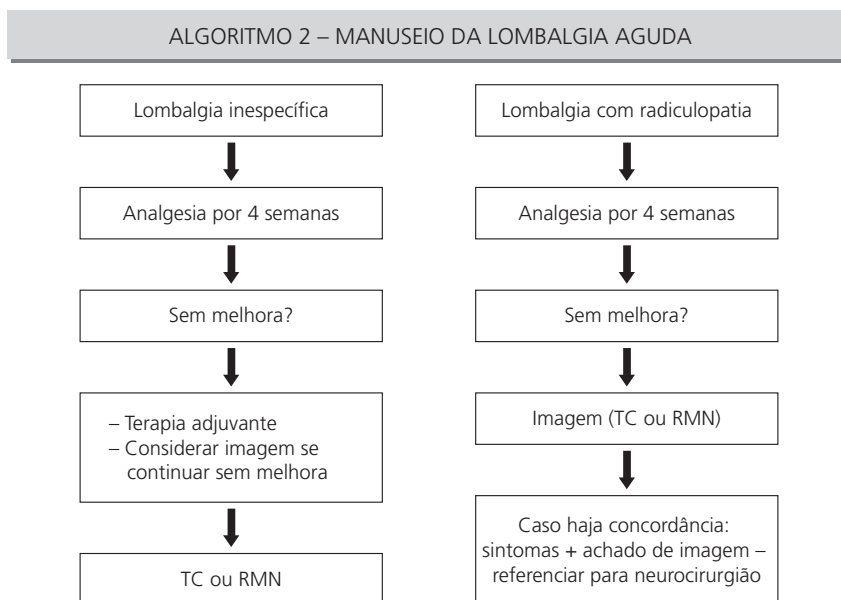 ALGORITMO 2 – MANUSEIO DA LOMBALGIA AGUDA
Lombalgia inespecífica
Analgesia por 4 semanas
Sem melhora?
– Terapia adjuvante
– Considerar imagem se
continuar sem melhora
TC ou RMN
Lombalgia com radiculopatia
Analgesia por 4 semanas
Sem melhora?
Imagem (TC ou RMN)
Caso haja concordância:
sintomas + achado de imagem –
referenciar para neurocirurgião